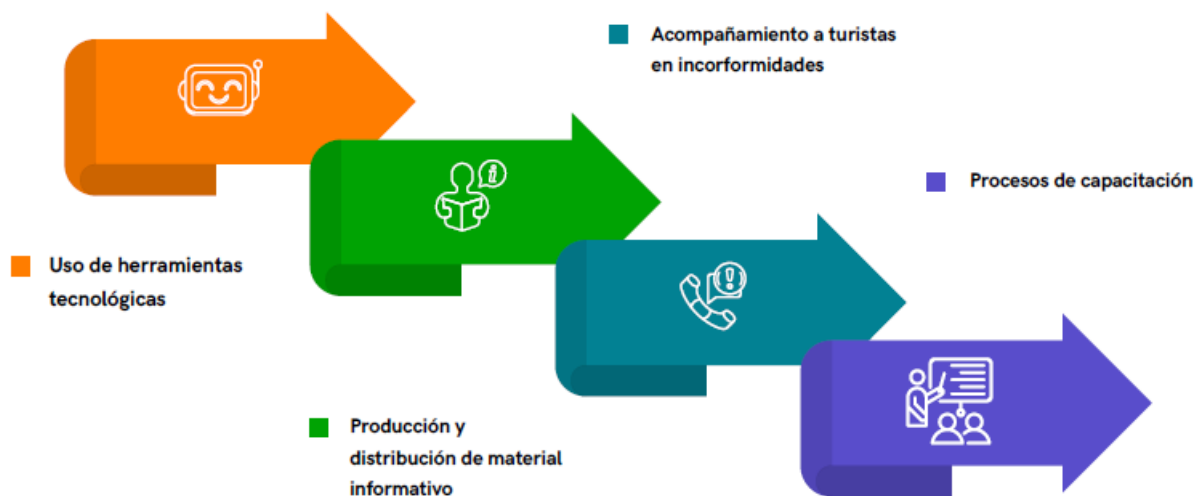 Acompañamiento a turistas
en incorformidades
Procesos de capacitación
Uso de herramientas
tecnológicas
Producción y
distribución de material
informativo